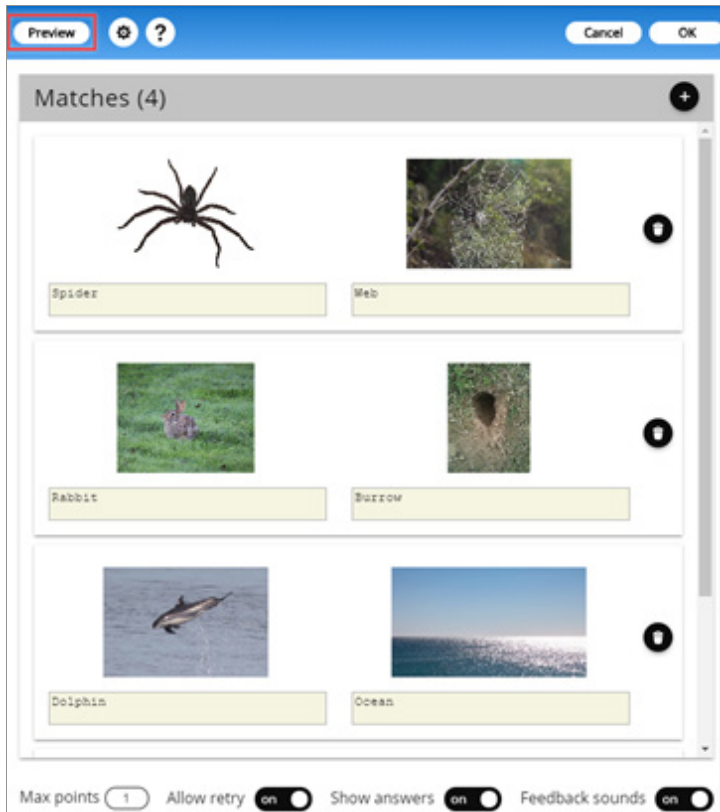 Preview ? Cancel OK
Matches (4) +
Spider Web
Rabbit Burrow
Dolphin Ocean
Max points 1 Allow retry on Show answers on Feedback sounds on